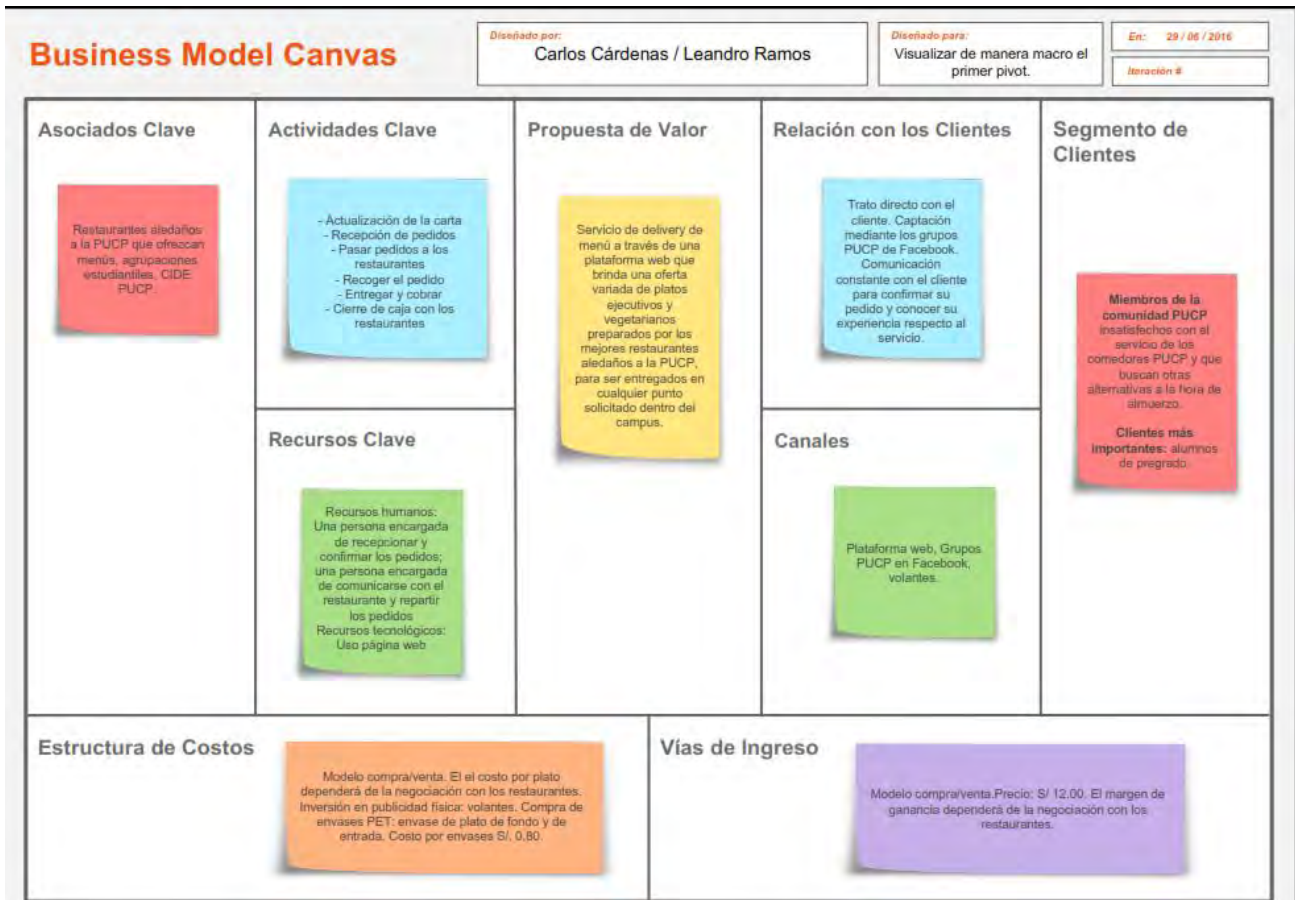 Business Model Canvas
Diseñado por:
Carlos Cárdenas / Leandro Ramos
Diseñado para:
Visualizar de manera macro el
primer pivot.
En: 29 / 06 / 2016
Iteración #
Asociados Clave
Restaurantes aledaños
a la PUCP que ofrezcan
menús, agrupaciones
estudiantiles, CIDE
PUCP.
Actividades Clave
- Actualización de la carta
- Recepción de pedidos
- Pasar pedidos a los
restaurantes
- Recoger el pedido
- Entregar y cobrar
- Cierre de caja con los
restaurantes
Recursos Clave
Recursos humanos:
Una persona encargada
de recepcionar y
confirmar los pedidos;
una persona encargada
de comunicarse con el
restaurante y repartir
los pedidos
Recursos tecnológicos:
Uso página web
Propuesta de Valor
Servicio de delivery de
menú a través de una
plataforma web que
brinda una oferta
variada de platos
ejecutivos y
vegetarianos
preparados por los
mejores restaurantes
aledaños a la PUCP,
para ser entregados en
cualquier punto
solicitado dentro del
campus.
Relación con los Clientes
Trato directo con el
cliente. Captación
mediante los grupos
PUCP de Facebook.
Comunicación
constante con el cliente
para confirmar su
pedido y conocer su
experiencia respecto al
servicio.
Canales
Plataforma web, Grupos
PUCP en Facebook,
volantes.
Segmento de
Clientes
Miembros de la
comunidad PUCP
insatisfechos con el
servicio de los
comedores PUCP y que
buscan otras
alternativas a la hora de
almuerzo.
Clientes más
importantes: alumnos
de pregrado.
Estructura de Costos
Modelo compra/venta. El el costo por plato
dependerá de la negociación con los restaurantes.
Inversión en publicidad física: volantes. Compra de
envases PET: envase de plato de fondo y de
entrada. Costo por envases S/. 0.80.
Vías de Ingreso
Modelo compra/venta.Precio: S/ 12.00. El margen de
ganancia dependerá de la negociación con los
restaurantes.